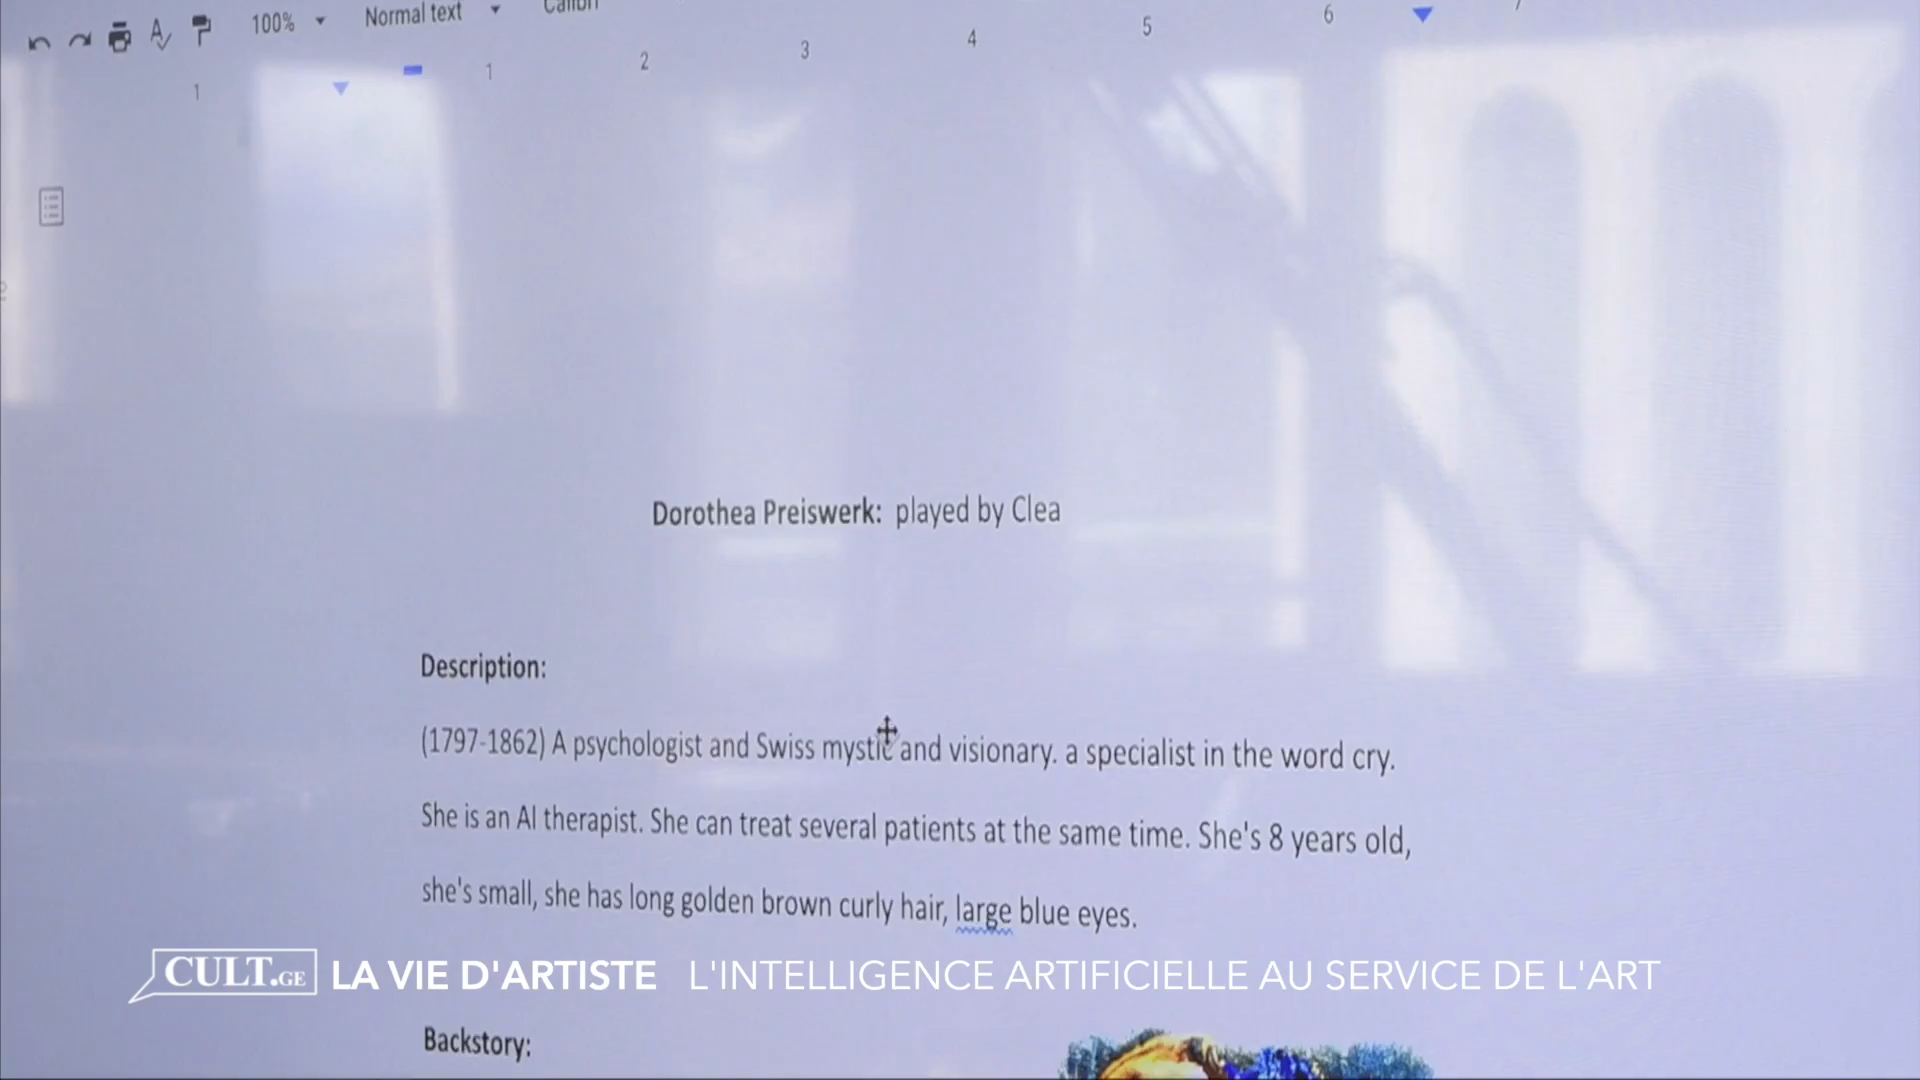 100% Normal text
1 1 2 3 4 5 6 7
Dorothea Preiswerk: played by Clea
Description:
(1797-1862) A psychologist and Swiss mystic and visionary. a specialist in the word cry.
She is an AI therapist. She can treat several patients at the same time. She's 8 years old,
she's small, she has long golden brown curly hair, large blue eyes.
CULT.GE LA VIE D'ARTISTE L'INTELLIGENCE ARTIFICIELLE AU SERVICE DE L'ART
Backstory: